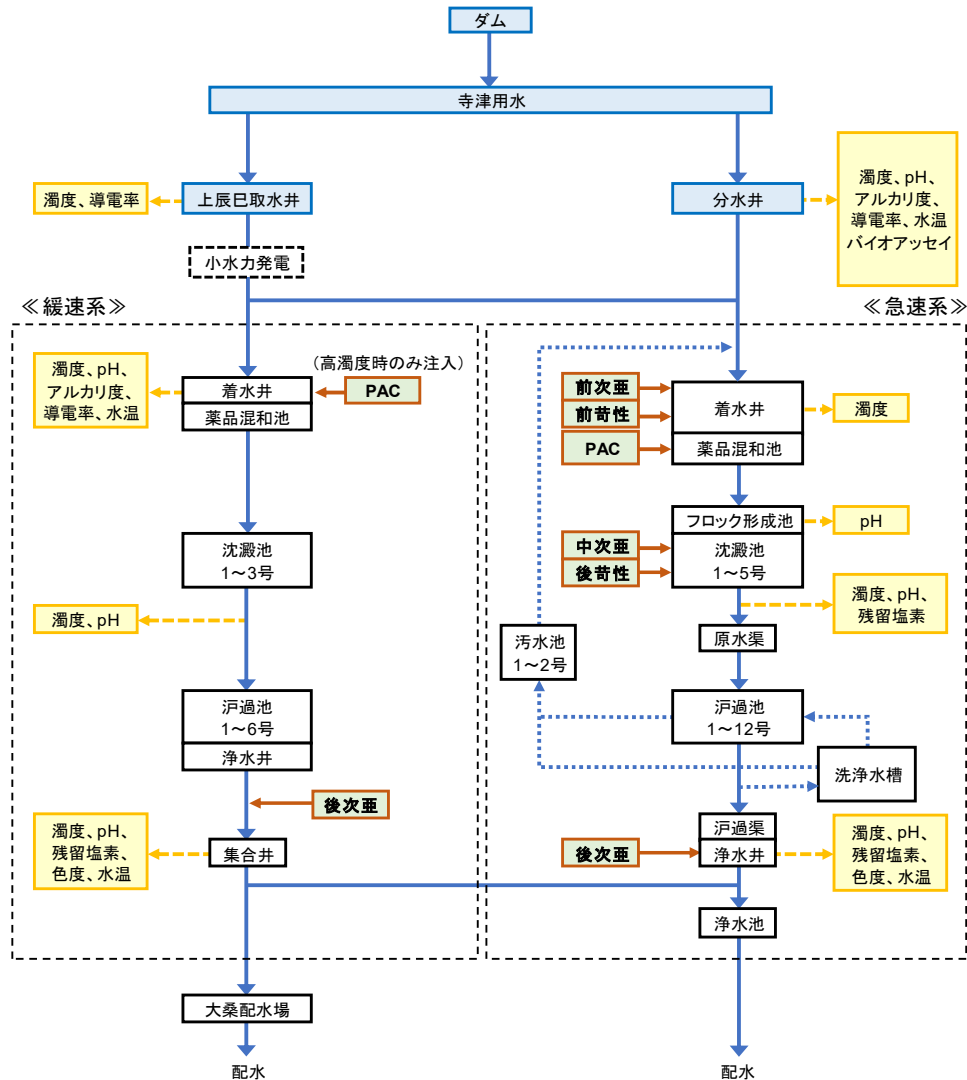 ダム
寺津用水
濁度、導電率
上辰巳取水井
分水井
濁度、pH、
アルカリ度、
導電率、水温
バイオアッセイ
小水力発電
≪緩速系≫
≪急速系≫
濁度、pH、
アルカリ度、
導電率、水温
着水井
薬品混和池
(高濁度時のみ注入)
PAC
前次亜
前苛性
PAC
着水井
薬品混和池
濁度
フロック形成池
pH
沈澱池
1～3号
中次亜
後苛性
沈澱池
1～5号
濁度、pH
濁度、pH、
残留塩素
汚水池
1～2号
原水渠
沪過池
1～6号
浄水井
沪過池
1～12号
洗浄水槽
後次亜
濁度、pH、
残留塩素、
色度、水温
集合井
後次亜
沪過渠
浄水井
濁度、pH、
残留塩素、
色度、水温
浄水池
大桑配水場
配水
配水